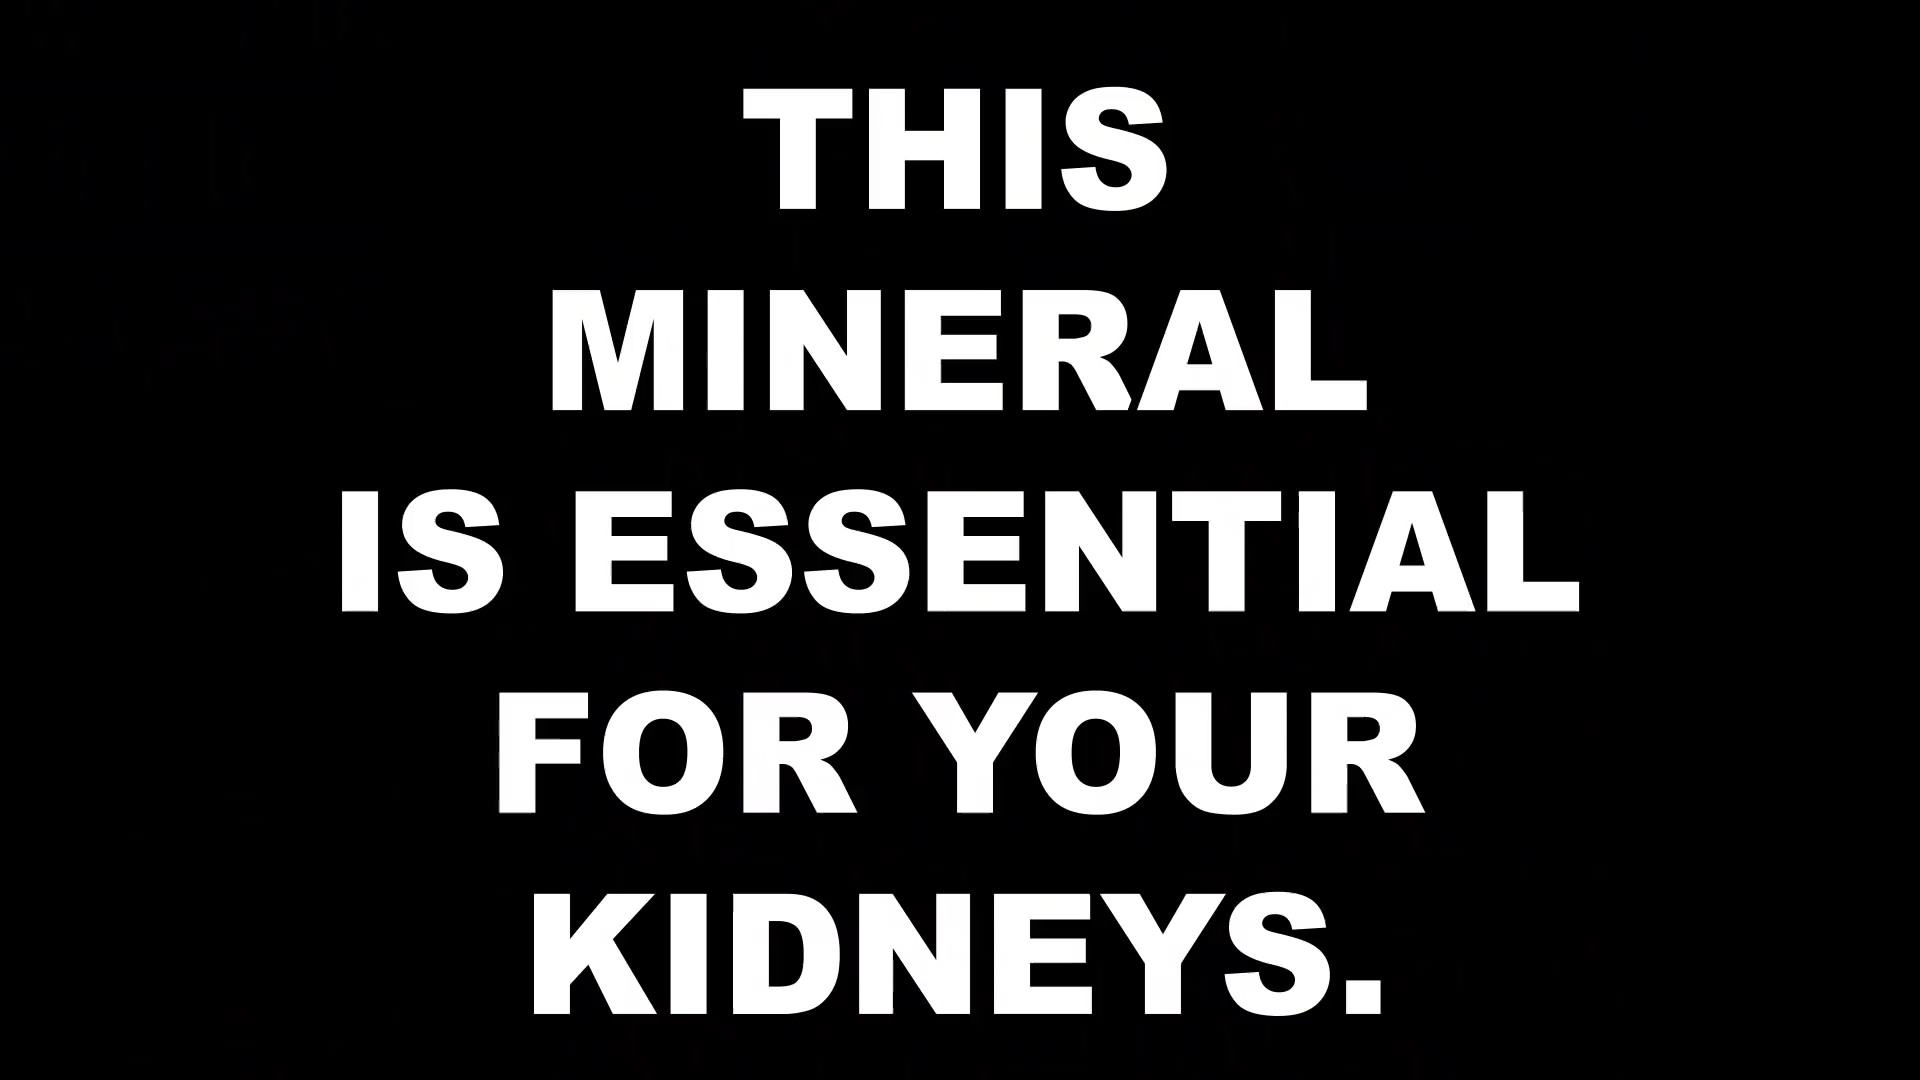 THIS
MINERAL
IS ESSENTIAL
FOR YOUR
KIDNEYS.